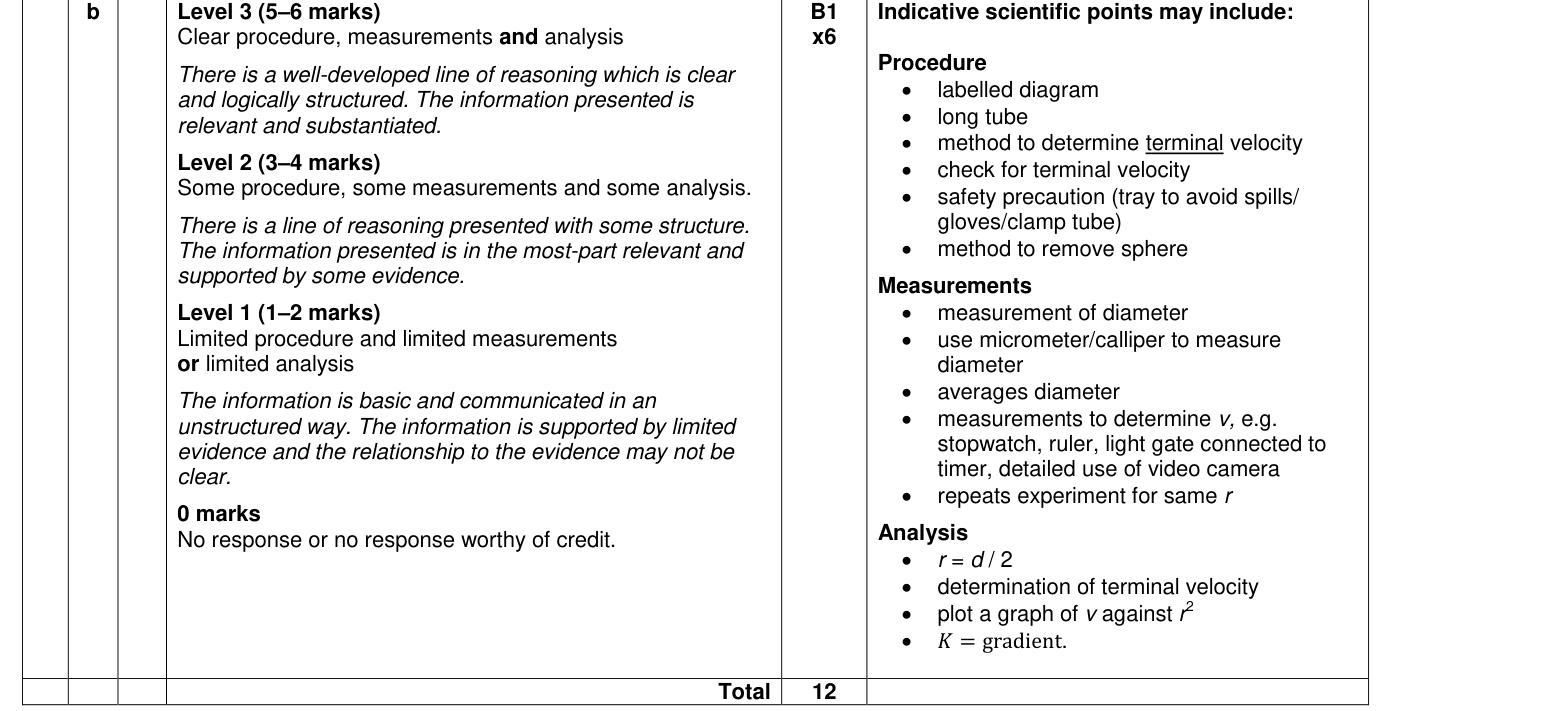 b
Level 3 (5–6 marks)
Clear procedure, measurements and analysis
There is a well-developed line of reasoning which is clear
and logically structured. The information presented is
relevant and substantiated.
Level 2 (3–4 marks)
Some procedure, some measurements and some analysis.
There is a line of reasoning presented with some structure.
The information presented is in the most-part relevant and
supported by some evidence.
Level 1 (1–2 marks)
Limited procedure and limited measurements
or limited analysis
The information is basic and communicated in an
unstructured way. The information is supported by limited
evidence and the relationship to the evidence may not be
clear.
0 marks
No response or no response worthy of credit.
B1
x6
Indicative scientific points may include:
Procedure
• labelled diagram
• long tube
• method to determine terminal velocity
• check for terminal velocity
• safety precaution (tray to avoid spills/
gloves/clamp tube)
• method to remove sphere
Measurements
• measurement of diameter
• use micrometer/calliper to measure
diameter
• averages diameter
• measurements to determine v, e.g.
stopwatch, ruler, light gate connected to
timer, detailed use of video camera
• repeats experiment for same r
Analysis
• r = d / 2
• determination of terminal velocity
• plot a graph of v against r²
• K = gradient.
Total 12